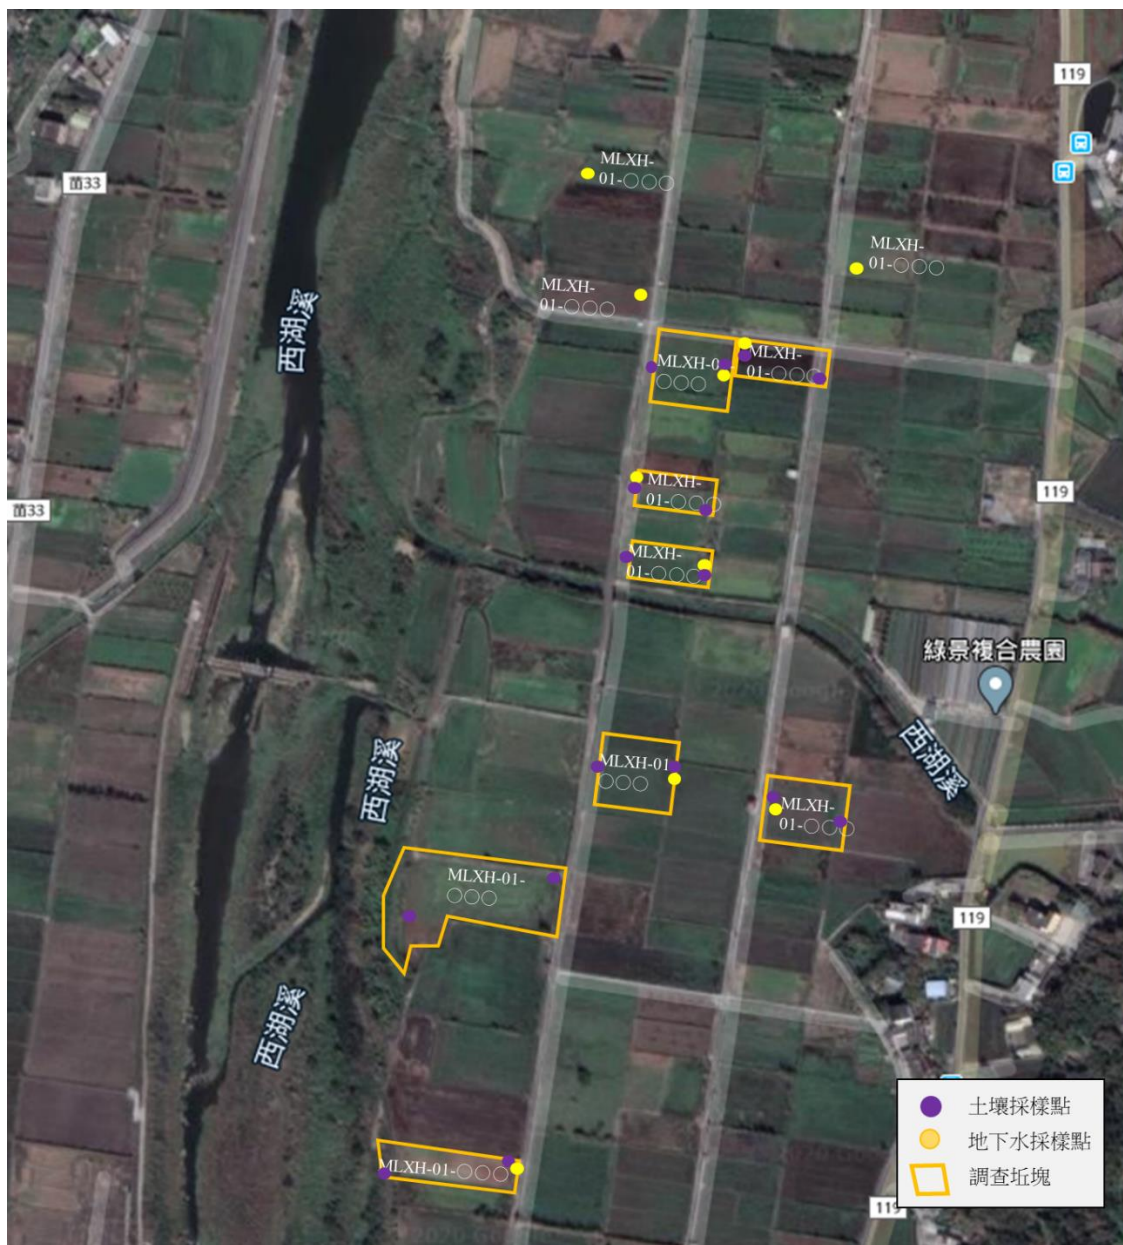 119
苗33
MLXH-
01-○○○
MLXH-
01-○○○
MLXH-
01-○○○
西湖溪
MLXH-0
○○○
MLXH-
01-○○○
MLXH-
01-○○○
119
苗33
MLXH-
01-○○○
綠景複合農園
西湖溪
西湖溪
MLXH-01
○○○
MLXH-
01-○○○
MLXH-01-
○○○
119
西湖溪
MLXH-01-○○○
119
土壤採樣點
地下水採樣點
調查坵塊